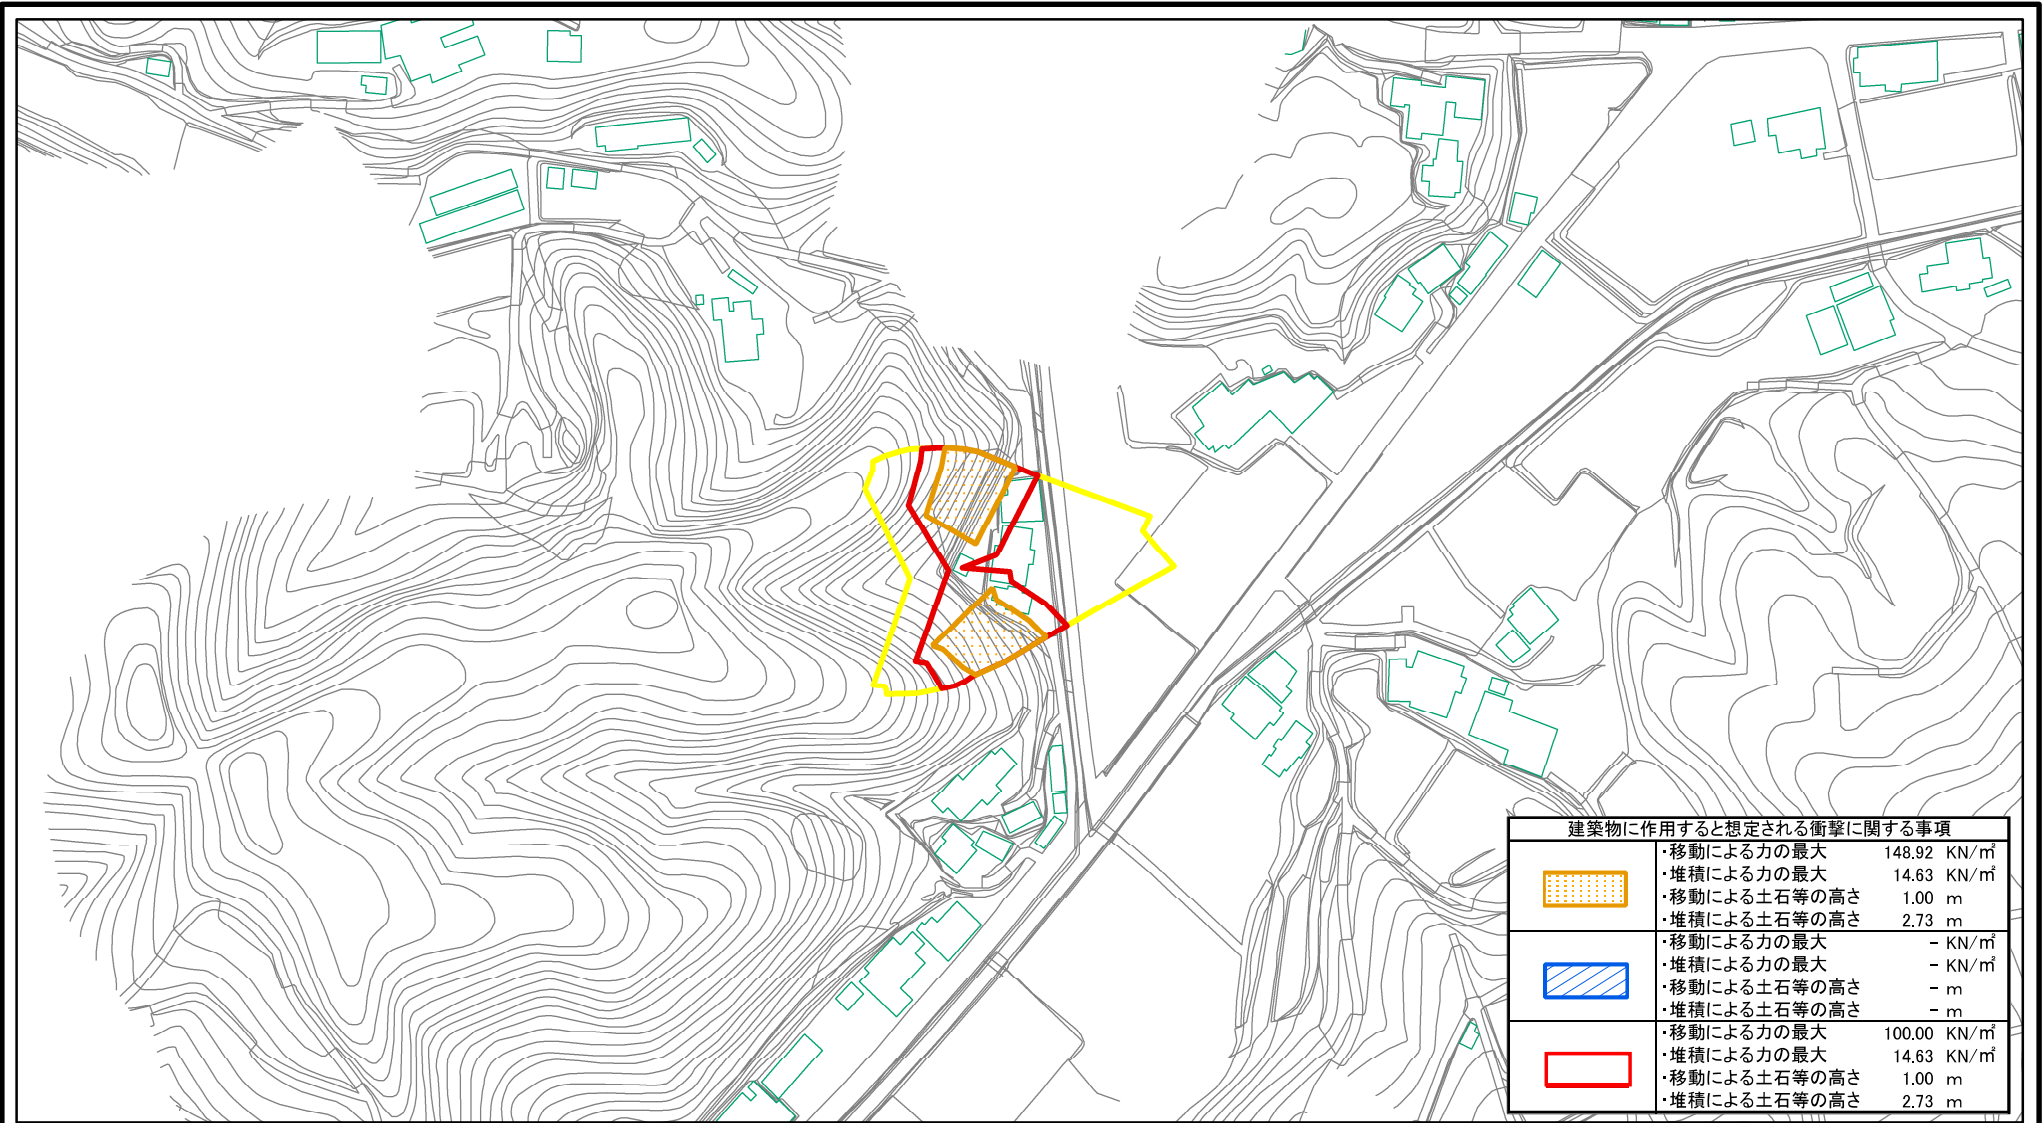 建築物に作用すると想定される衝撃に関する事項
・移動による力の最大 148.92 KN/㎡
・堆積による力の最大 14.63 KN/㎡
・移動による土石等の高さ 1.00 m
・堆積による土石等の高さ 2.73 m
・移動による力の最大 - KN/㎡
・堆積による力の最大 - KN/㎡
・移動による土石等の高さ - m
・堆積による土石等の高さ - m
・移動による力の最大 100.00 KN/㎡
・堆積による力の最大 14.63 KN/㎡
・移動による土石等の高さ 1.00 m
・堆積による土石等の高さ 2.73 m